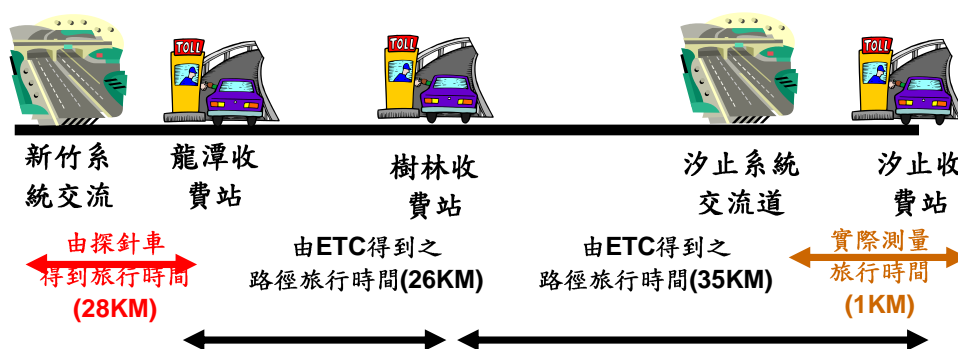 TOLL
TOLL
TOLL
新竹系
統交流
龍潭收
費站
樹林收
費站
汐止系統
交流道
汐止收
費站
由探針車
得到旅行時間
(28KM)
由ETC得到之
路徑旅行時間(26KM)
由ETC得到之
路徑旅行時間(35KM)
實際測量
旅行時間
(1KM)